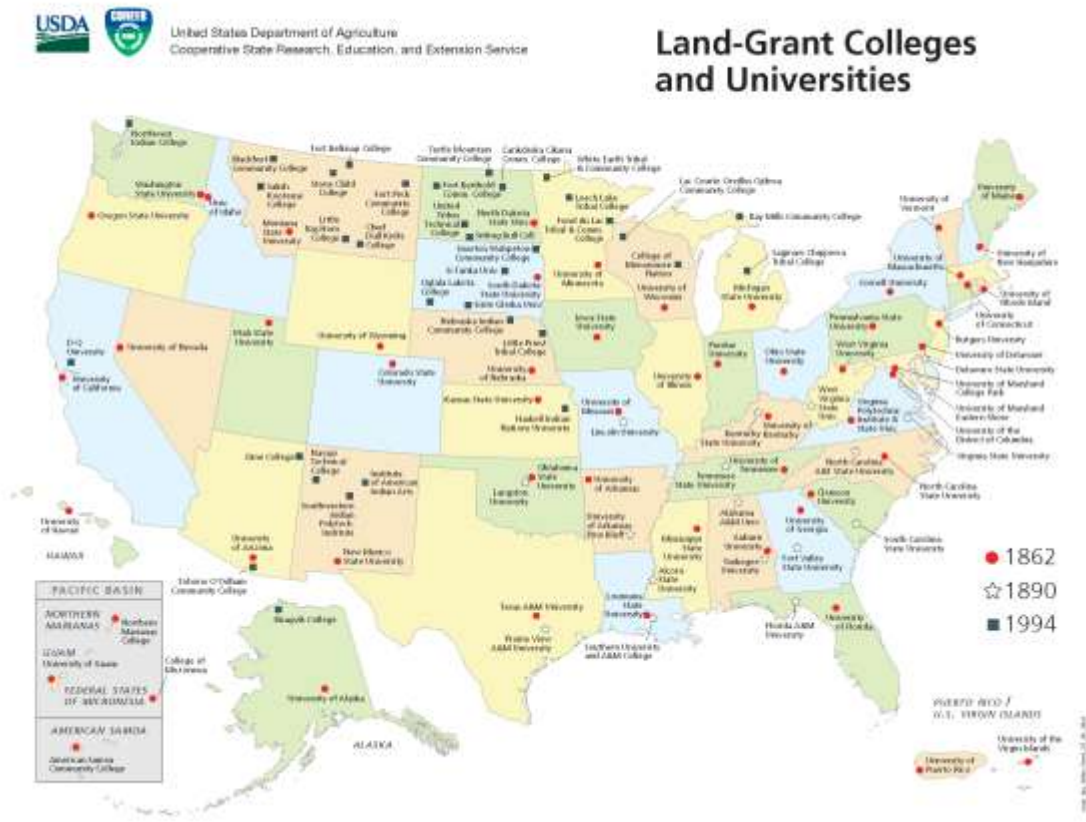 USDA
United States Department of Agriculture
Cooperative State Research, Education, and Extension Service
Land-Grant Colleges
and Universities
Northwest
Indian College
Washington
State University
Univ
of Idaho
Oregon State University
Blackfeet
Community College
Fort Belknap College
Stone Child
College
Salish
Kootenai
College
Fort Peck
Community
College
Montana
State
University
Little
Bighorn
College
Chief
Dull Knife
College
Turtle Mountain
Community College
Cankdeska Cikana
Comm. College
White Earth Tribal
& Community College
Fort Berthold
Comm. College
United
Tribes
Technical
College
North Dakota
State Univ
Sitting Bull Coll
Leech Lake
Tribal College
Fond du Lac
Tribal & Comm.
College
Lac Courte Oreilles Ojibwa
Community College
Bay Mills Community College
Saginaw Chippewa
Tribal College
College of
Menominee
Nation
University of
Wisconsin
Michigan
State University
University of
Minnesota
Community College
Si Tanka Univ
South Dakota
State University
Oglala Lakota
College
Sinte Gleska Univ
Nebraska Indian
Community College
Little Priest
Tribal College
University
of Nebraska
Iowa State
University
University of Wyoming
Utah State
University
Colorado State
University
University of Nevada
D-Q
University
University
of California
Kansas State University
Haskell Indian
Nations University
University of
Missouri
Lincoln University
University
of Illinois
Purdue
University
Ohio State
University
Pennsylvania State
University
West Virginia
University
West
Virginia
State
Univ
Virginia
Polytechnic
Institute &
State Univ
Cornell University
University of
Vermont
University
of Maine
University of
New Hampshire
University of
Massachusetts
University of
Rhode Island
University
of Connecticut
Rutgers University
University of Delaware
Delaware State University
University of Maryland
College Park
University of Maryland
Eastern Shore
University of the
District of Columbia
Virginia State University
Kentucky
State University
University of
Kentucky
University of
Tennessee
Tennessee
State University
North Carolina
A&T State University
North Carolina
State University
Clemson
University
University
of Georgia
South Carolina
State University
Fort Valley
State University
Alabama
A&M Univ
Auburn
University
Tuskegee
University
Mississippi
State
University
Alcorn
State
University
University
of Arkansas
University
of Arkansas
Pine Bluff
Oklahoma
State
University
Langston
University
Dine College
Navajo
Technical
College
Institute
of American
Indian Arts
Southwestern
Indian
Polytech
Institute
New Mexico
State University
University
of Arizona
Tohono O'Odham
Community College
Texas A&M University
Prairie View
A&M University
Louisiana
State
University
Southern University
and A&M College
Florida A&M
University
University
of Florida
University
of Hawaii
HAWAII
PACIFIC BASIN
NORTHERN
MARIANAS
Northern
Marianas
College
GUAM
University of Guam
College of
Micronesia
FEDERAL STATES
OF MICRONESIA
AMERICAN SAMOA
American Samoa
Community College
Ilisagvik College
University of Alaska
ALASKA
1862
1890
1994
PUERTO RICO /
U.S. VIRGIN ISLANDS
University of the
Virgin Islands
University of
Puerto Rico